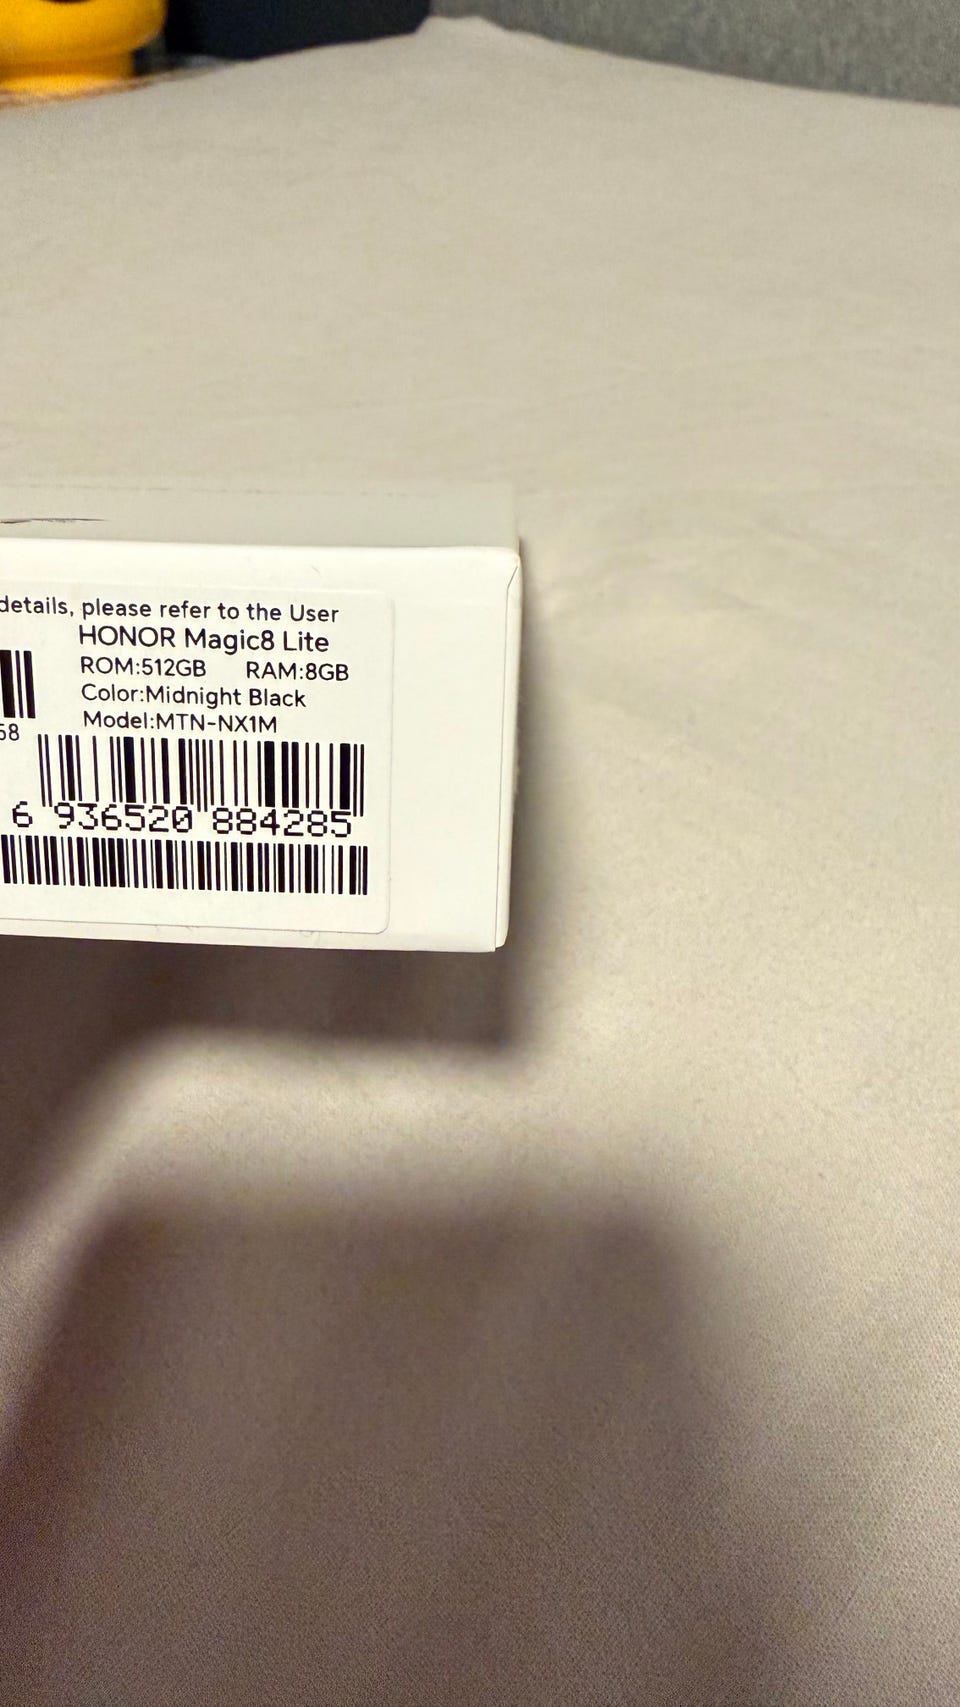 details, please refer to the User
HONOR Magic8 Lite
ROM:512GB RAM:8GB
Color:Midnight Black
Model:MTN-NX1M
68
6 936520 884285